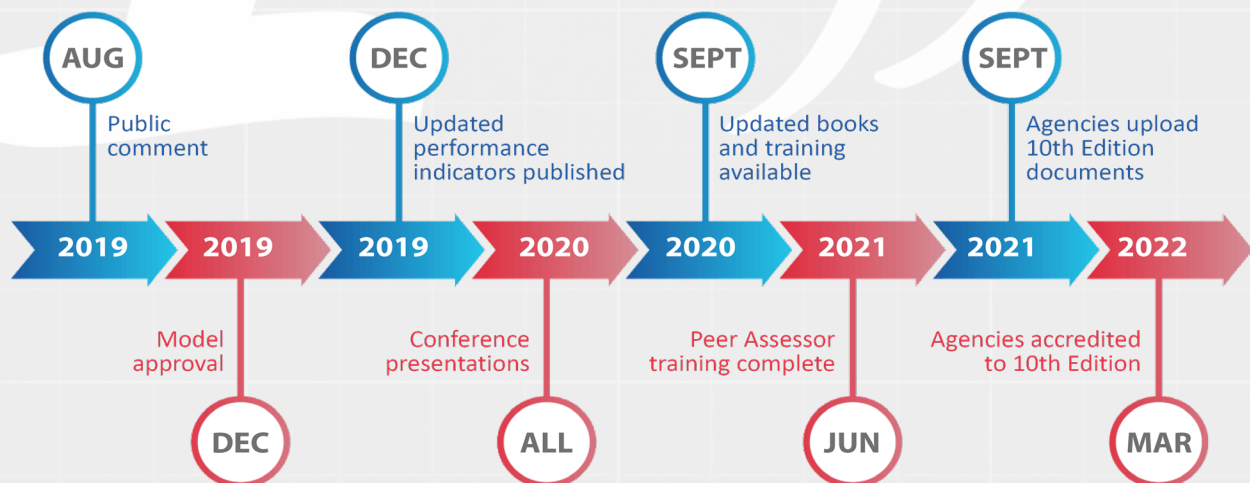 AUG
DEC
SEPT
SEPT
Public
comment
Updated
performance
indicators published
Updated books
and training
available
Agencies upload
10th Edition
documents
2019
2019
2019
2020
2020
2021
2021
2022
Model
approval
Conference
presentations
Peer Assessor
training complete
Agencies accredited
to 10th Edition
DEC
ALL
JUN
MAR